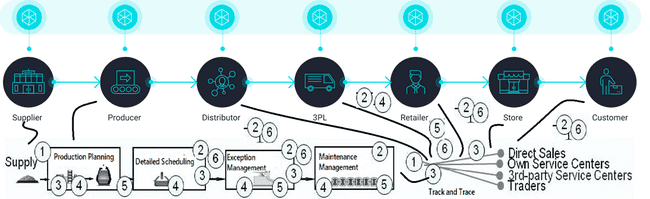 Supplier Producer Distributor 3PL Retailer Store Customer
-2 4
-2 6
-2 6
-2 6
5
6
3
1
3
Supply
1
Production Planning
3 4 5
Detailed Scheduling
2 6
4 3
Exception
Management
2 6
4 5 3
Maintenance
Management
2
4 5
Track and Trace
Direct Sales
Own Service Centers
3rd-party Service Centers
Traders